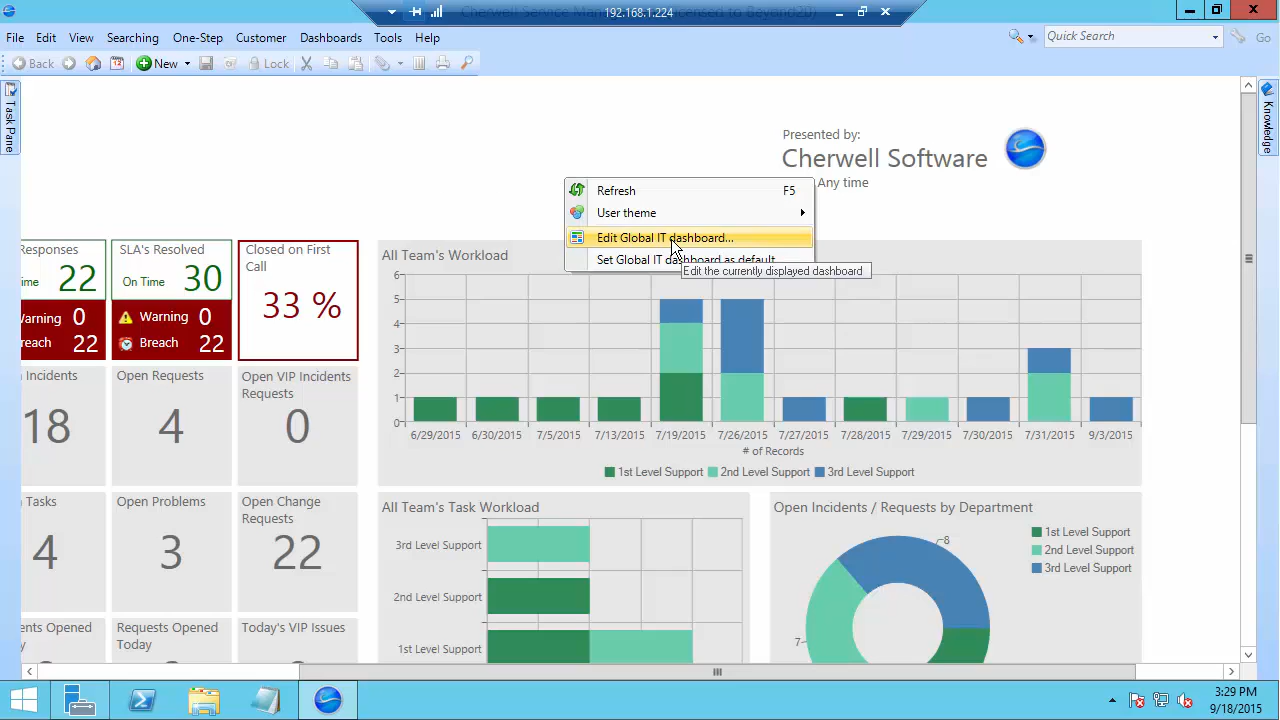 Cherwell Service Man
192.168.1.224
File Edit View Searching One-Step Customer Dashboards Tools Help
Quick Search Go
Back New Lock
Task Pane
Knowledge
Presented by:
Cherwell Software
Any time
Refresh F5
User theme
Edit Global IT dashboard...
Set Global IT dashboard as default
Edit the currently displayed dashboard
Responses
22
Warning 0
Breach 22
SLA's Resolved
On Time 30
Warning 0
Breach 22
Closed on First
Call
33 %
Incidents
18
Open Requests
4
Open VIP Incidents
Requests
0
Tasks
4
Open Problems
3
Open Change
Requests
22
Opened
Requests Opened
Today
Today's VIP Issues
All Team's Workload
6
5
4
3
2
1
0
6/29/2015 6/30/2015 7/5/2015 7/13/2015 7/19/2015 7/26/2015 7/27/2015 7/28/2015 7/29/2015 7/30/2015 7/31/2015 9/3/2015
# of Records
1st Level Support 2nd Level Support 3rd Level Support
All Team's Task Workload
3rd Level Support
2nd Level Support
1st Level Support
Open Incidents / Requests by Department
1st Level Support
2nd Level Support
3rd Level Support
8
7
3:29 PM
9/18/2015